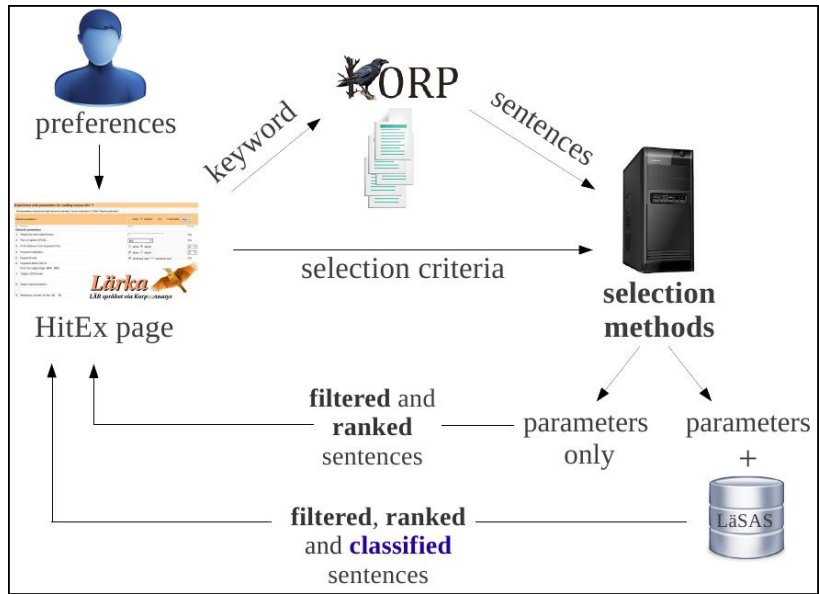 preferences
KORP
keyword
sentences
selection criteria
Lärka
HitEx page
selection
methods
filtered and
ranked
sentences
parameters
only
parameters
+
LäSAS
filtered, ranked
and classified
sentences